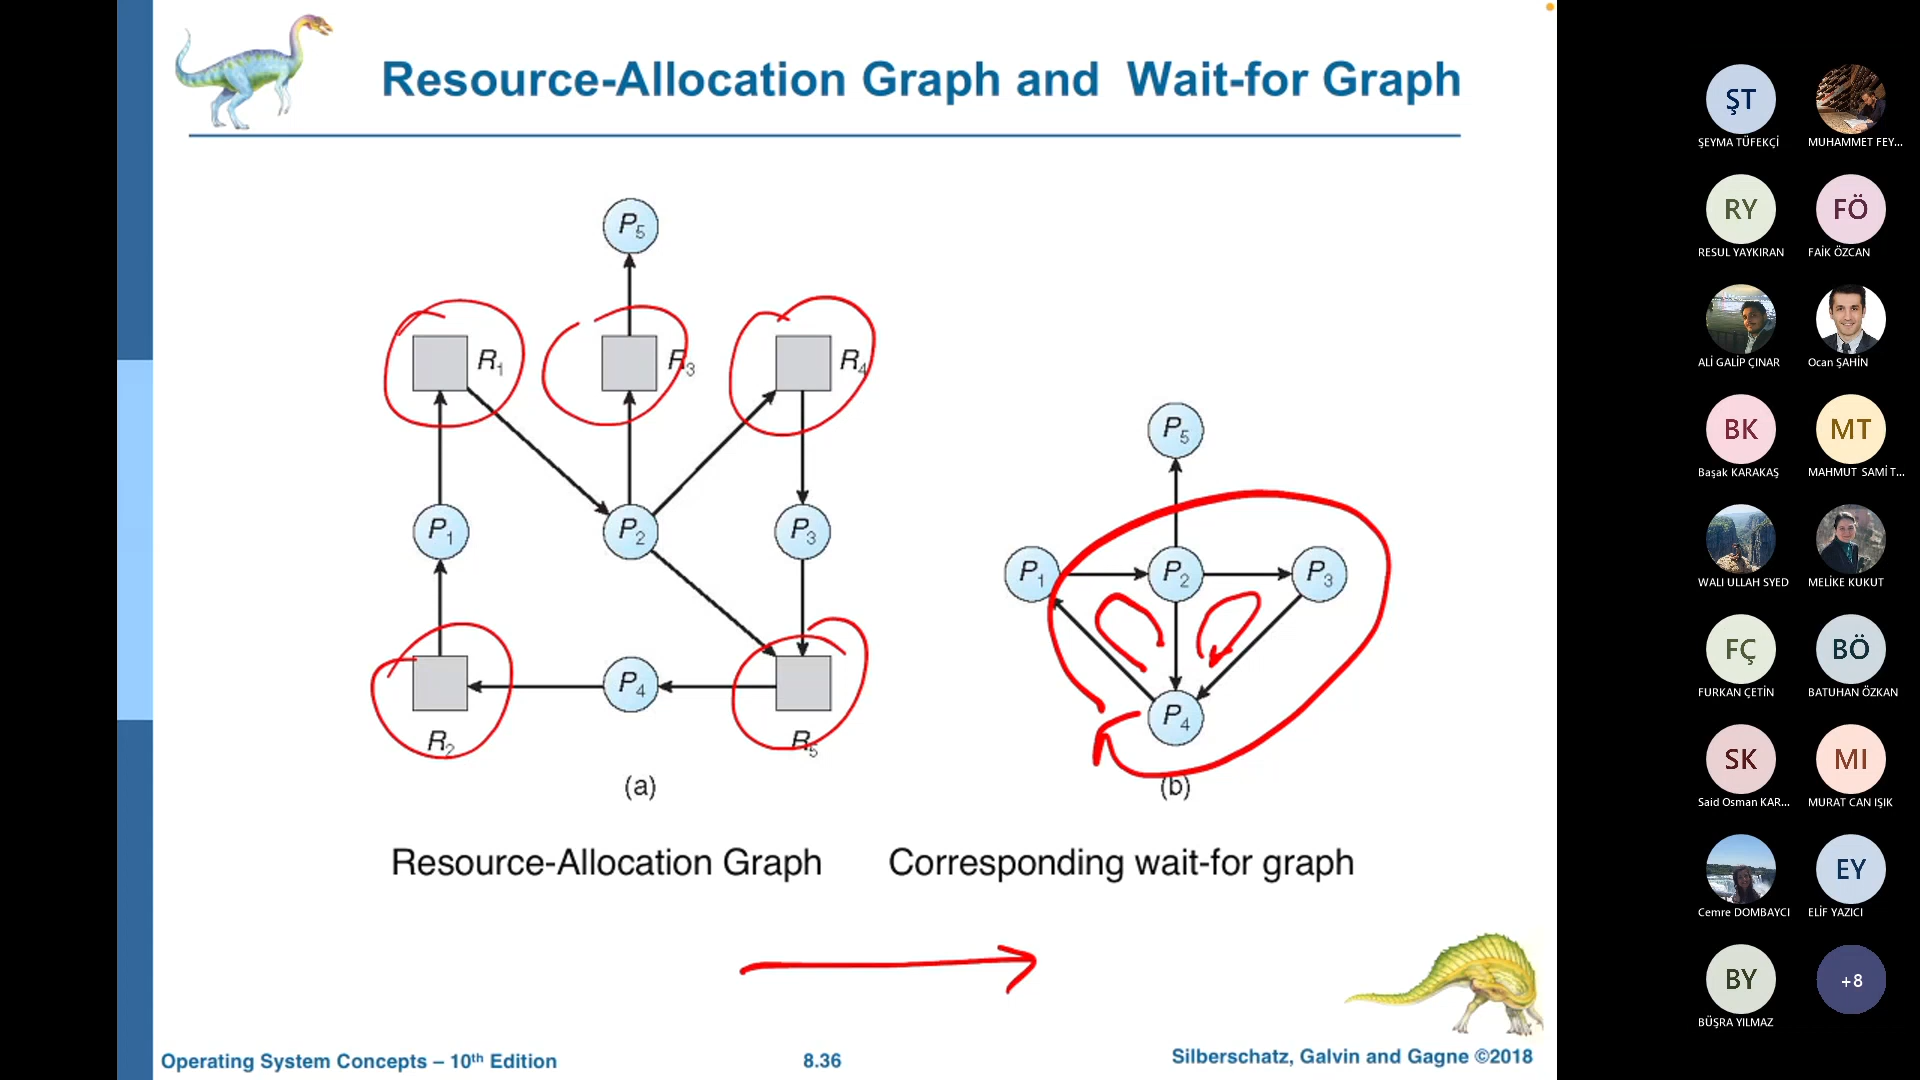 Resource-Allocation Graph and Wait-for Graph
P5
R1
R3
R4
P1
P2
P3
R2
P4
R5
(a)
P5
P1
P2
P3
P4
(b)
Resource-Allocation Graph
Corresponding wait-for graph
Operating System Concepts – 10th Edition
8.36
Silberschatz, Galvin and Gagne ©2018
ŞT
ŞEYMA TÜFEKÇİ
MUHAMMET FEY...
RY
RESUL YAYKIRAN
FÖ
FAİK ÖZCAN
ALİ GALİP ÇINAR
Ocan ŞAHİN
BK
Başak KARAKAŞ
MT
MAHMUT SAMİ T...
WALI ULLAH SYED
MELİKE KUKUT
FÇ
FURKAN ÇETİN
BÖ
BATUHAN ÖZKAN
SK
Said Osman KAR...
MI
MURAT CAN IŞIK
Cemre DOMBAYCI
EY
ELİF YAZICI
BY
BÜŞRA YILMAZ
+8